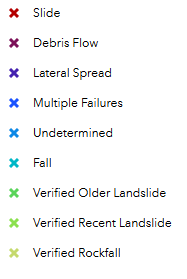 Slide
Debris Flow
Lateral Spread
Multiple Failures
Undetermined
Fall
Verified Older Landslide
Verified Recent Landslide
Verified Rockfall